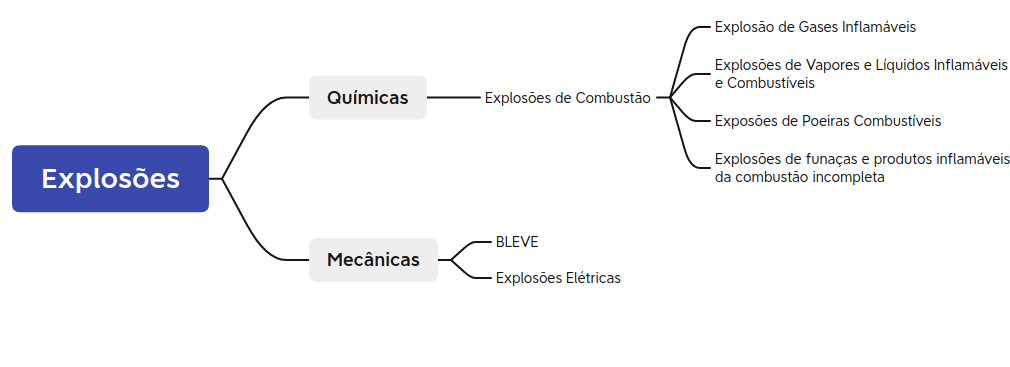 Explosões
Químicas
Explosões de Combustão
Explosão de Gases Inflamáveis
Explosões de Vapores e Líquidos Inflamáveis
e Combustíveis
Exposões de Poeiras Combustíveis
Explosões de funaças e produtos inflamáveis
da combustão incompleta
Mecânicas
BLEVE
Explosões Elétricas